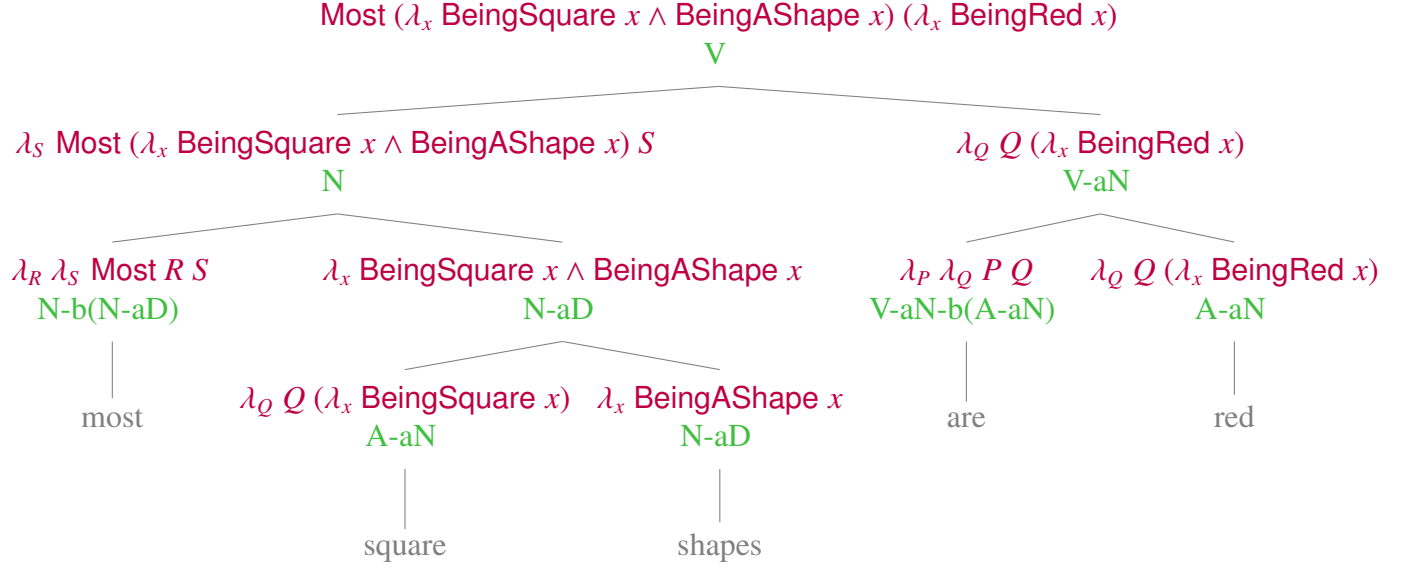 Most (λx BeingSquare x ∧ BeingAShape x) (λx BeingRed x)
V
λS Most (λx BeingSquare x ∧ BeingAShape x) S λQ Q (λx BeingRed x)
N V-aN
λR λS Most R S λx BeingSquare x ∧ BeingAShape x λP λQ P Q λQ Q (λx BeingRed x)
N-b(N-aD) N-aD V-aN-b(A-aN) A-aN
λQ Q (λx BeingSquare x) λx BeingAShape x
most A-aN N-aD are red
square shapes